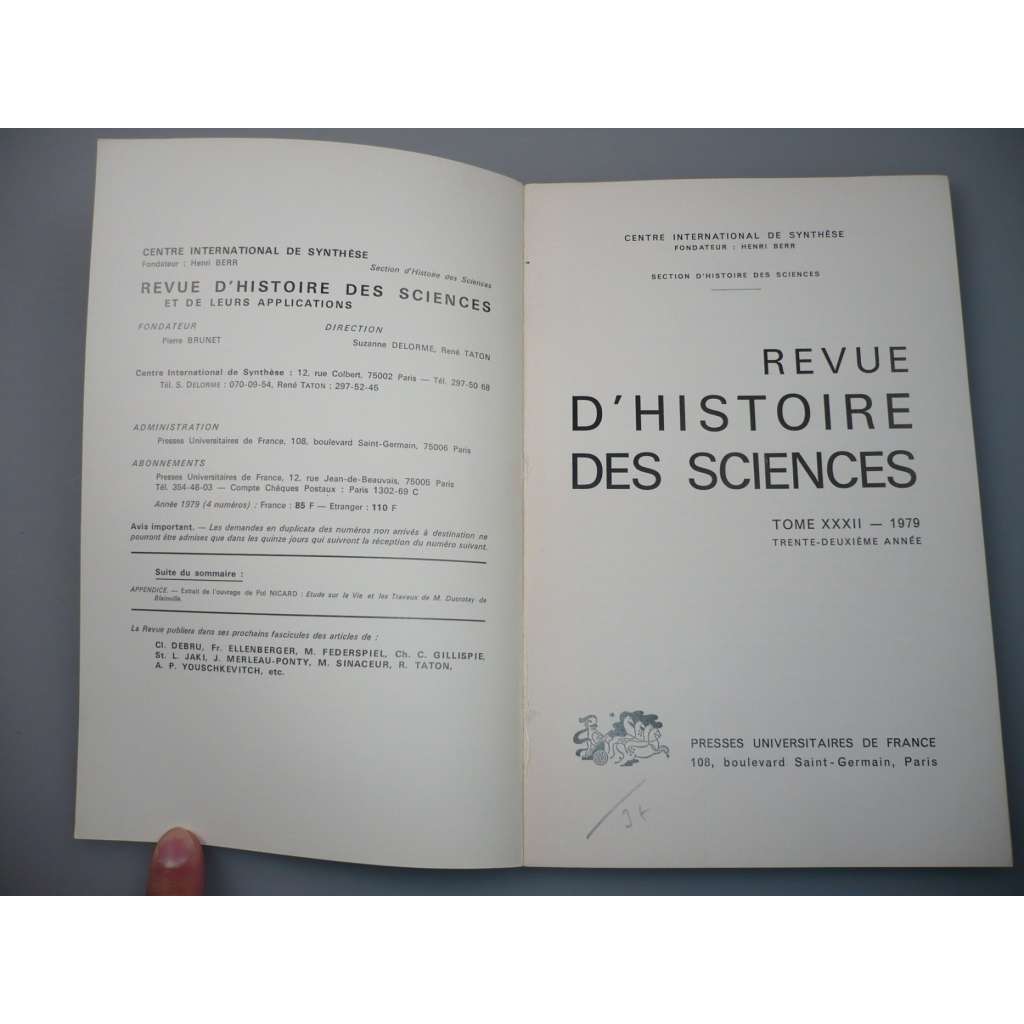 CENTRE INTERNATIONAL DE SYNTHÈSE
Fondateur : Henri BERR
Section d'Histoire des Sciences
REVUE D'HISTOIRE DES SCIENCES
ET DE LEURS APPLICATIONS
FONDATEUR
DIRECTION
Pierre BRUNET
Suzanne DELORME, René TATON
Centre International de Synthèse : 12, rue Colbert, 75002 Paris — Tél. 297-50 68
Tél. S. DELORME : 070-09-54, René TATON : 297-52-45
ADMINISTRATION
Presses Universitaires de France, 108, boulevard Saint-Germain, 75006 Paris
ABONNEMENTS
Presses Universitaires de France, 12, rue Jean-de-Beauvais, 75005 Paris
Tél. 354-46-03 — Compte Chèques Postaux : Paris 1302-69 C
Année 1979 (4 numéros) : France : 85 F — Etranger : 110 F
Avis important. — Les demandes en duplicata des numéros non arrivés à destination ne
pourront être admises que dans les quinze jours qui suivront la réception du numéro suivant.
Suite du sommaire :
APPENDICE. — Extrait de l'ouvrage de Pol NICARD : Etude sur la Vie et les Travaux de M. Ducrotay de
Blainville.
La Revue publiera dans ses prochains fascicules des articles de :
Cl. DEBRU, Fr. ELLENBERGER, M. FEDERSPIEL, Ch. C. GILLISPIE,
St. L. JAKI, J. MERLEAU-PONTY, M. SINACEUR, R. TATON,
A. P. YOUSCHKEVITCH, etc.
CENTRE INTERNATIONAL DE SYNTHÈSE
FONDATEUR : HENRI BERR
SECTION D'HISTOIRE DES SCIENCES
REVUE
D'HISTOIRE
DES SCIENCES
TOME XXXII — 1979
TRENTE-DEUXIÈME ANNÉE
PRESSES UNIVERSITAIRES DE FRANCE
108, boulevard Saint-Germain, Paris